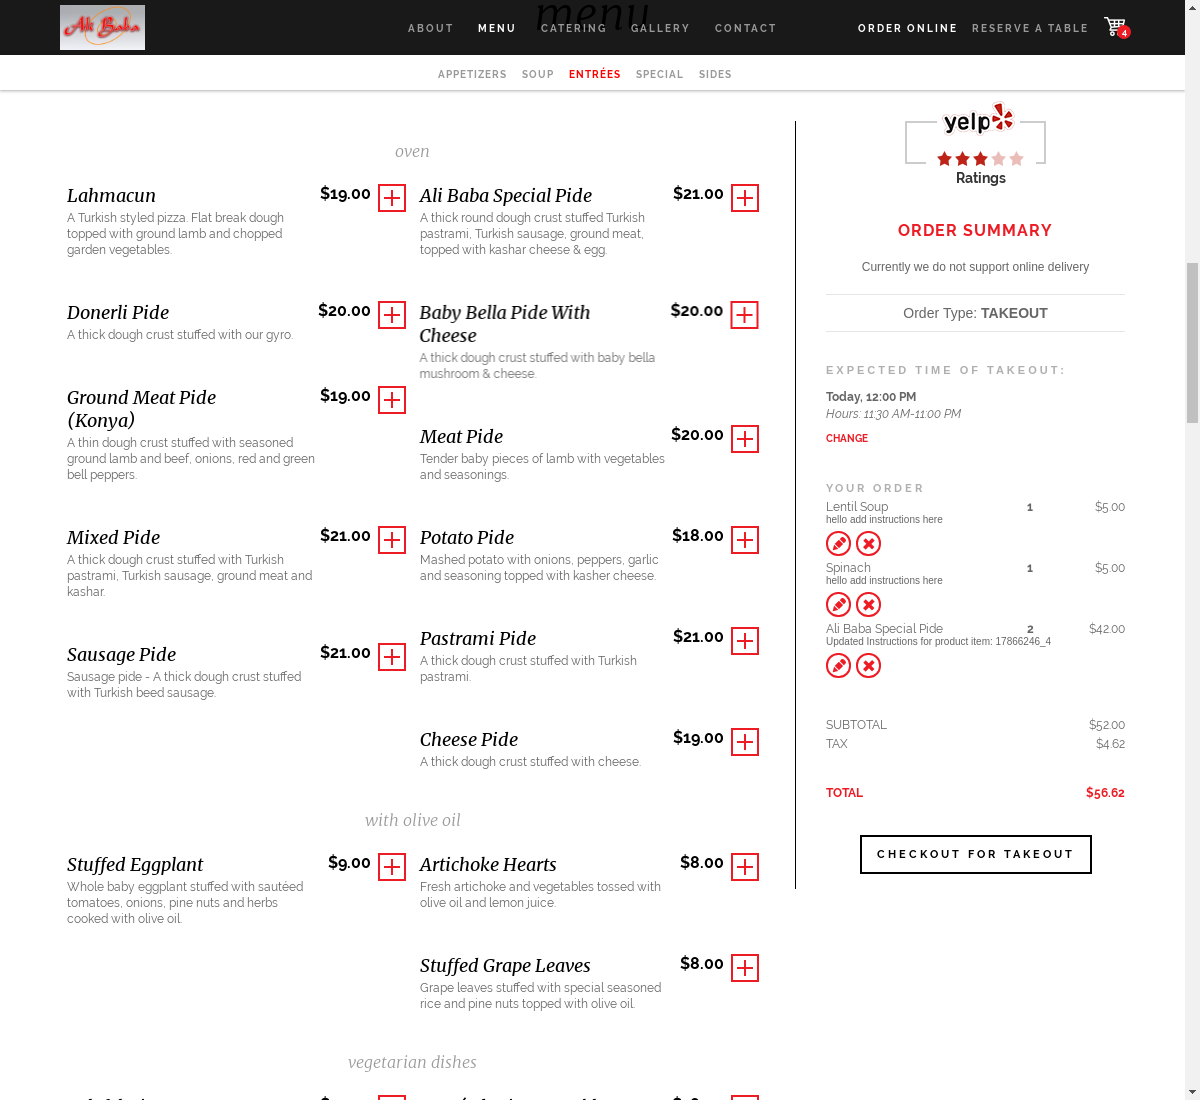 menu
Ali Baba
ABOUT MENU CATERING GALLERY CONTACT ORDER ONLINE RESERVE A TABLE 4
APPETIZERS SOUP ENTRÉES SPECIAL SIDES
oven
Lahmacun $19.00
A Turkish styled pizza. Flat break dough
topped with ground lamb and chopped
garden vegetables.
Donerli Pide $20.00
A thick dough crust stuffed with our gyro.
Ground Meat Pide $19.00
(Konya)
A thin dough crust stuffed with seasoned
ground lamb and beef, onions, red and green
bell peppers.
Mixed Pide $21.00
A thick dough crust stuffed with Turkish
pastrami, Turkish sausage, ground meat and
kashar.
Sausage Pide $21.00
Sausage pide - A thick dough crust stuffed
with Turkish beed sausage.
Ali Baba Special Pide $21.00
A thick round dough crust stuffed Turkish
pastrami, Turkish sausage, ground meat,
topped with kashar cheese & egg.
Baby Bella Pide With $20.00
Cheese
A thick dough crust stuffed with baby bella
mushroom & cheese.
Meat Pide $20.00
Tender baby pieces of lamb with vegetables
and seasonings.
Potato Pide $18.00
Mashed potato with onions, peppers, garlic
and seasoning topped with kasher cheese.
Pastrami Pide $21.00
A thick dough crust stuffed with Turkish
pastrami.
Cheese Pide $19.00
A thick dough crust stuffed with cheese.
with olive oil
Stuffed Eggplant $9.00
Whole baby eggplant stuffed with sautéed
tomatoes, onions, pine nuts and herbs
cooked with olive oil.
Artichoke Hearts $8.00
Fresh artichoke and vegetables tossed with
olive oil and lemon juice.
Stuffed Grape Leaves $8.00
Grape leaves stuffed with special seasoned
rice and pine nuts topped with olive oil.
vegetarian dishes
yelp
Ratings
ORDER SUMMARY
Currently we do not support online delivery
Order Type: TAKEOUT
EXPECTED TIME OF TAKEOUT:
Today, 12:00 PM
Hours: 11:30 AM-11:00 PM
CHANGE
YOUR ORDER
Lentil Soup 1 $5.00
hello add instructions here
Spinach 1 $5.00
hello add instructions here
Ali Baba Special Pide 2 $42.00
Updated Instructions for product item: 17866246_4
SUBTOTAL $52.00
TAX $4.62
TOTAL $56.62
CHECKOUT FOR TAKEOUT